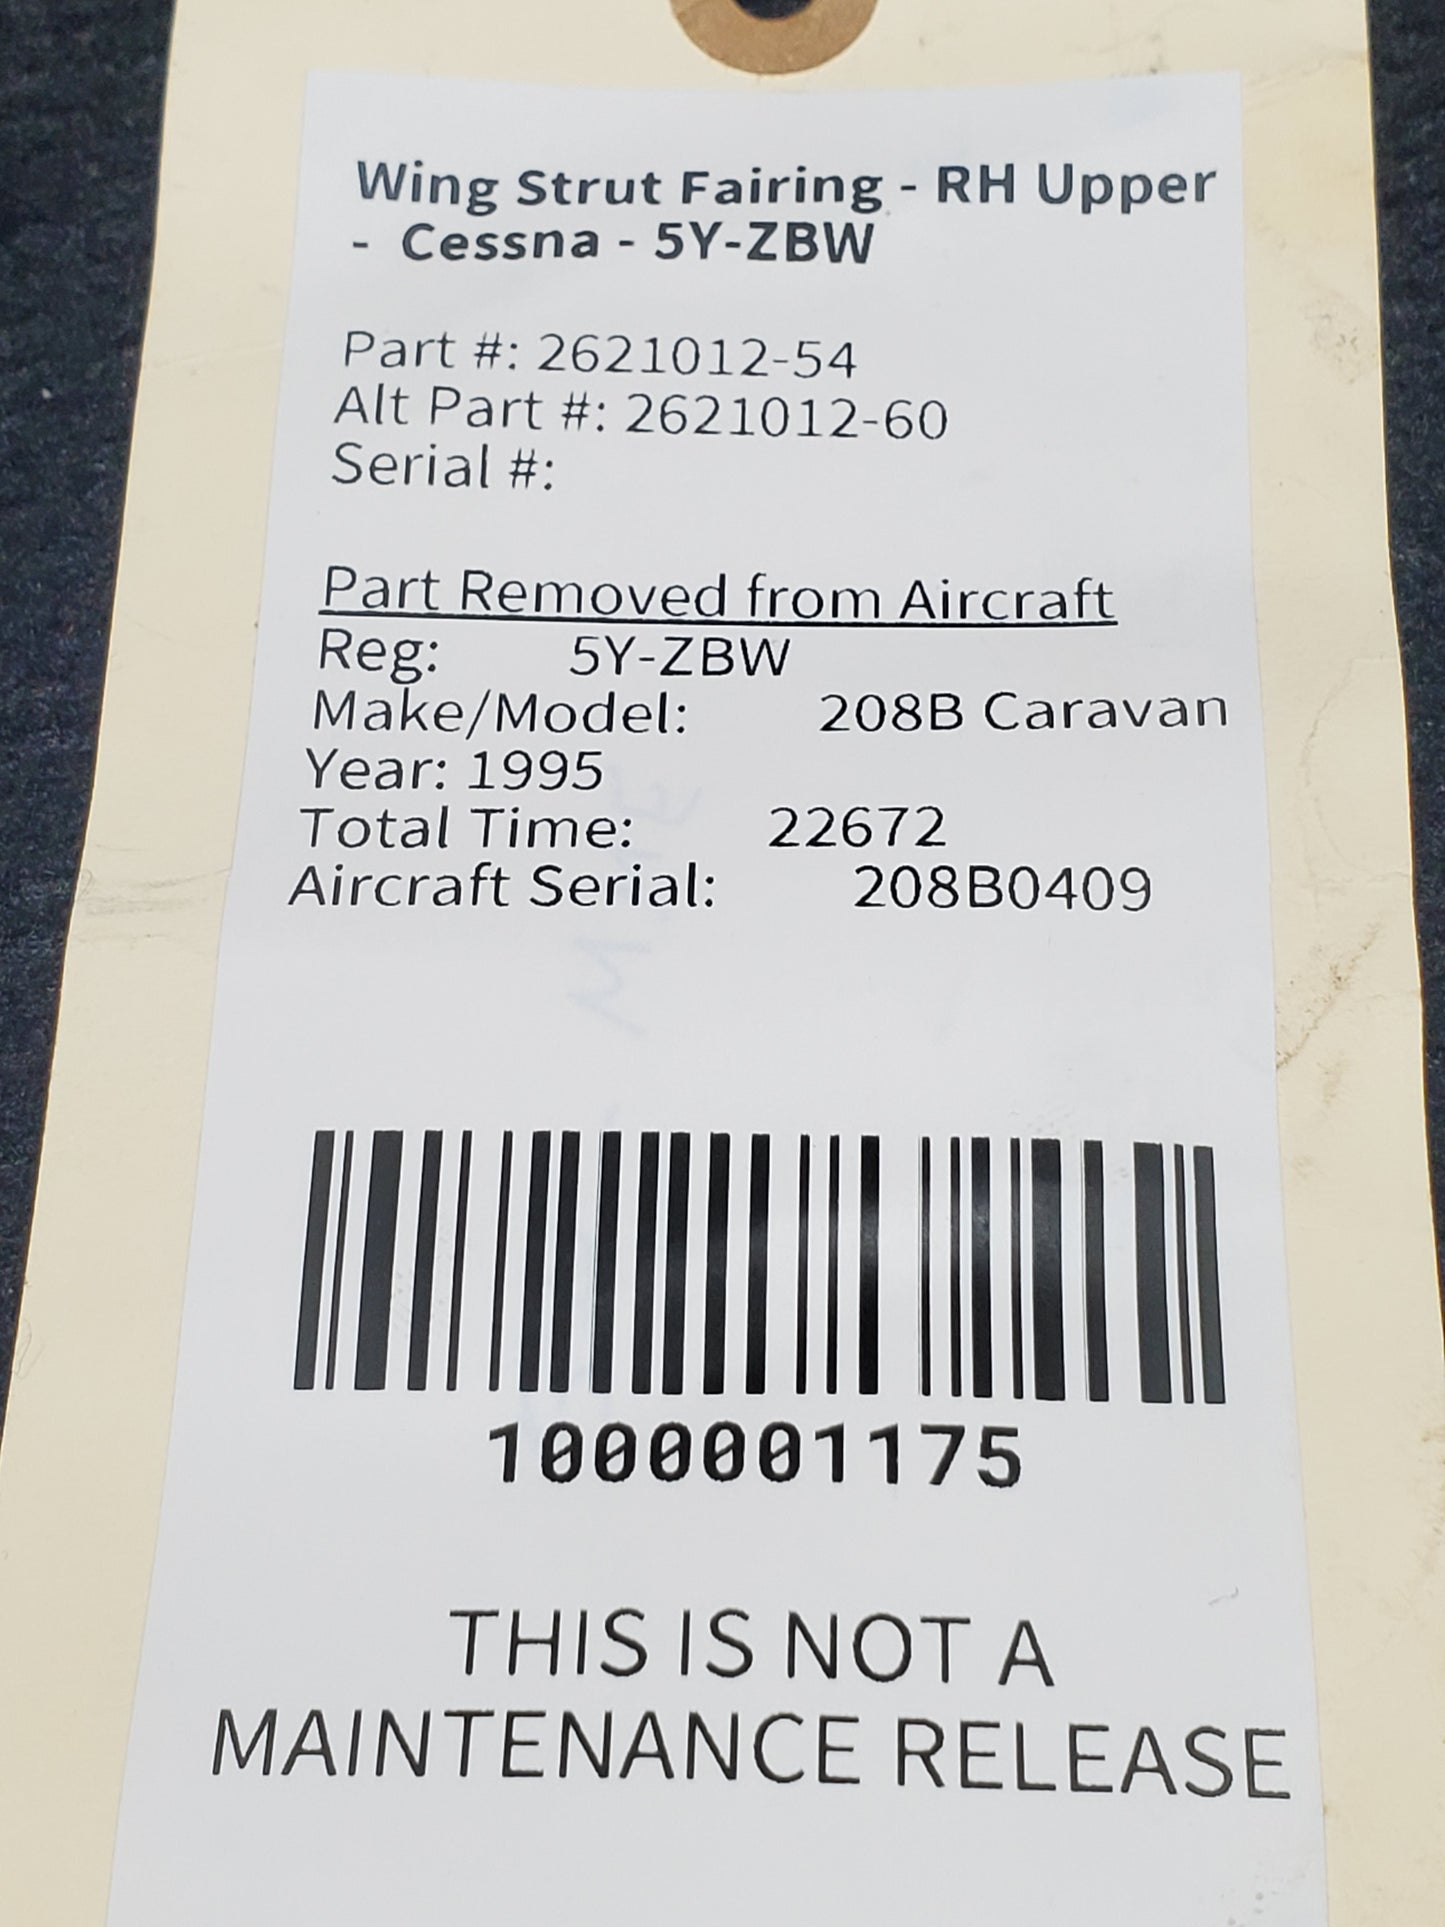 Wing Strut Fairing - RH Upper
- Cessna - 5Y-ZBW
Part #: 2621012-54
Alt Part #: 2621012-60
Serial #:
Part Removed from Aircraft
Reg: 5Y-ZBW
Make/Model: 208B Caravan
Year: 1995
Total Time: 22672
Aircraft Serial: 208B0409
1000001175
THIS IS NOT A
MAINTENANCE RELEASE